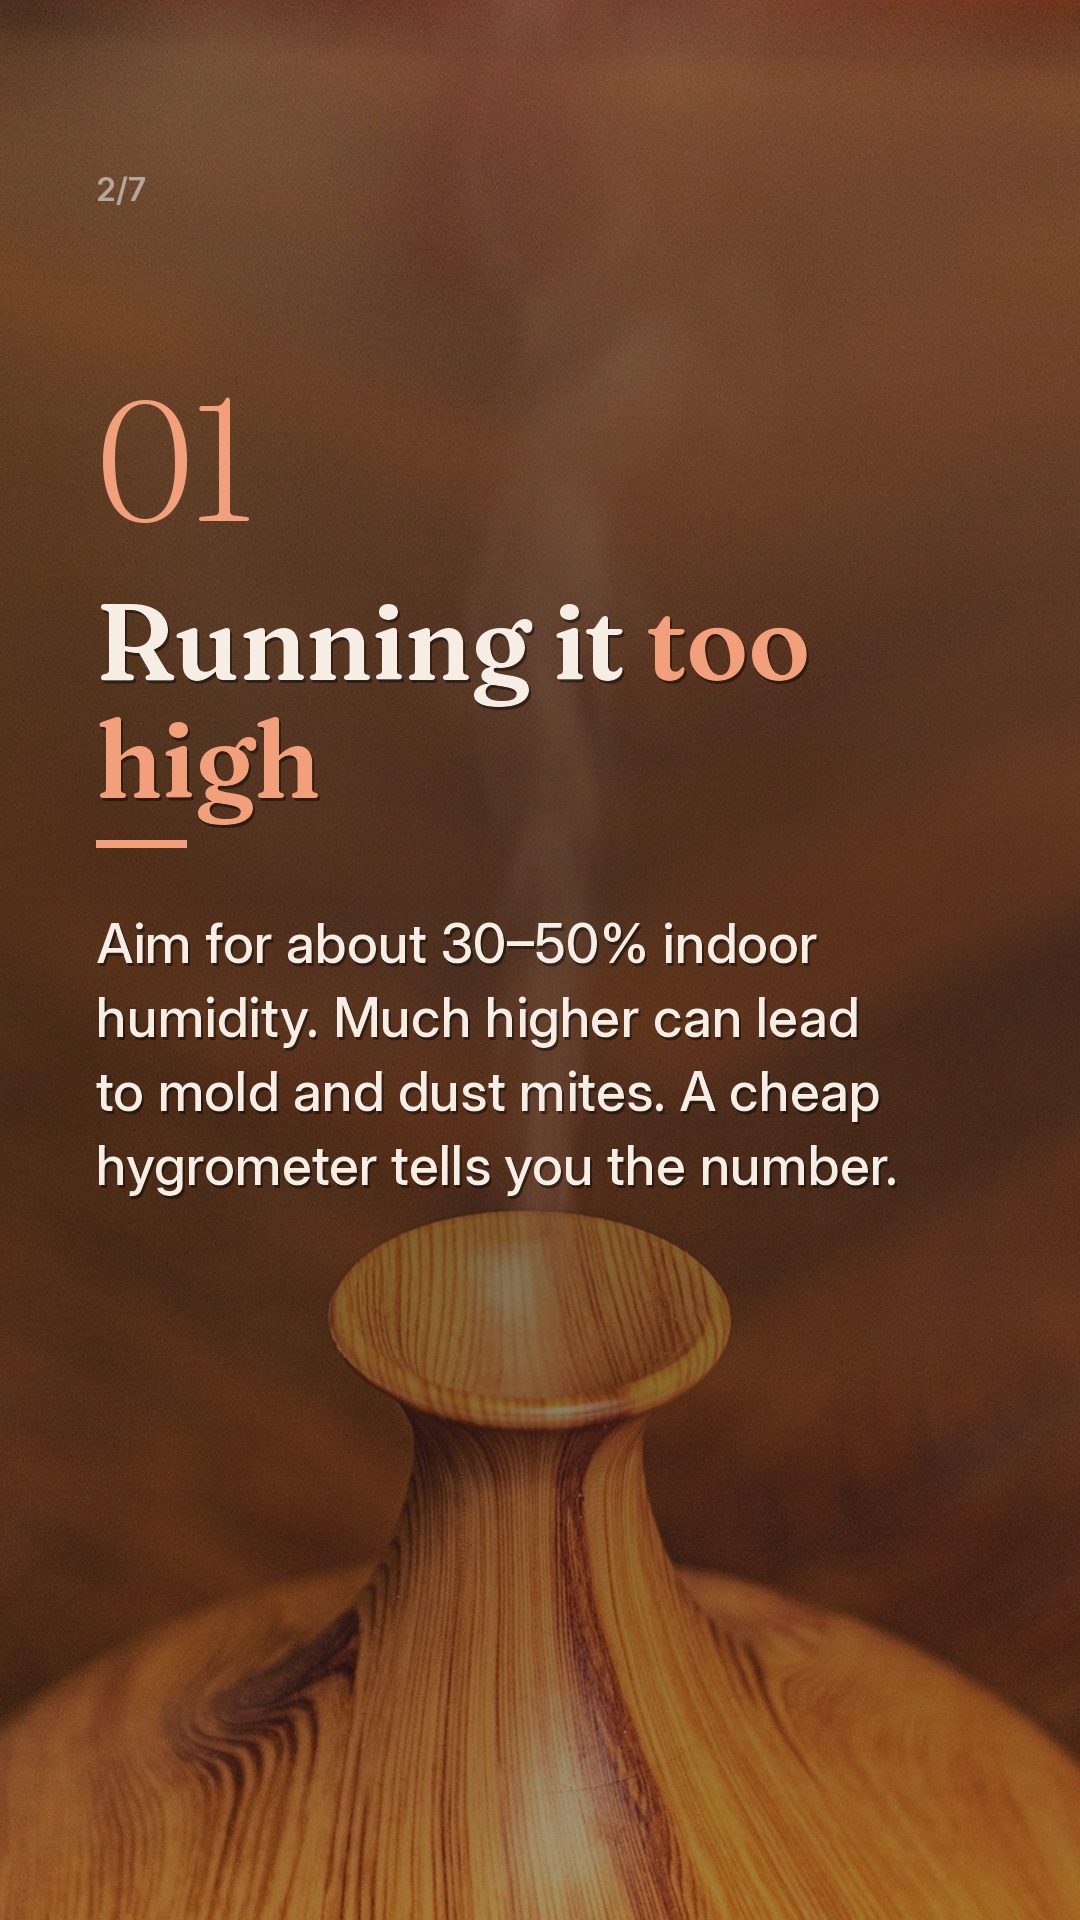 2/7
01
Running it too
high
Aim for about 30–50% indoor
humidity. Much higher can lead
to mold and dust mites. A cheap
hygrometer tells you the number.